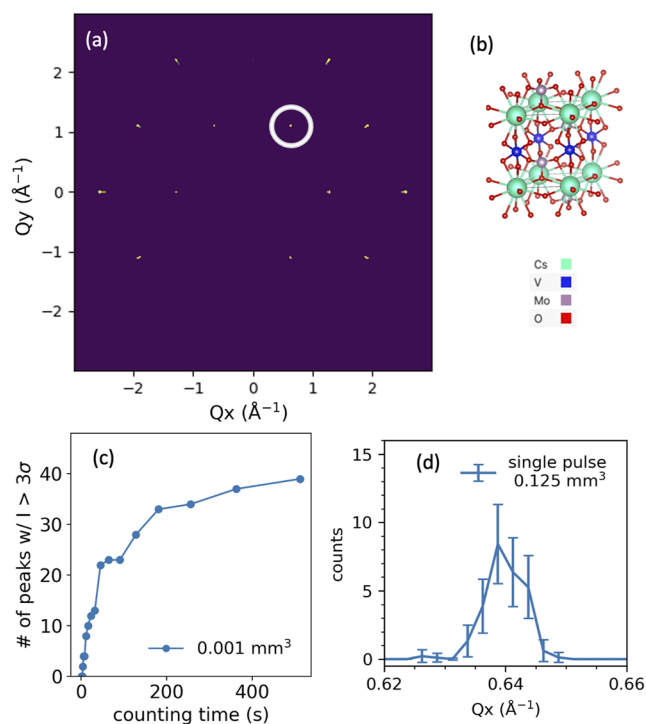 (a)
2
1
0
−1
−2
Qy (Å⁻¹)
−2 −1 0 1 2
Qx (Å⁻¹)
(b)
Cs
V
Mo
O
(c)
40
30
20
10
0
# of peaks w/ I > 3σ
0.001 mm³
0 200 400
counting time (s)
(d)
single pulse
0.125 mm³
15
10
5
0
counts
0.62 0.64 0.66
Qx (Å⁻¹)